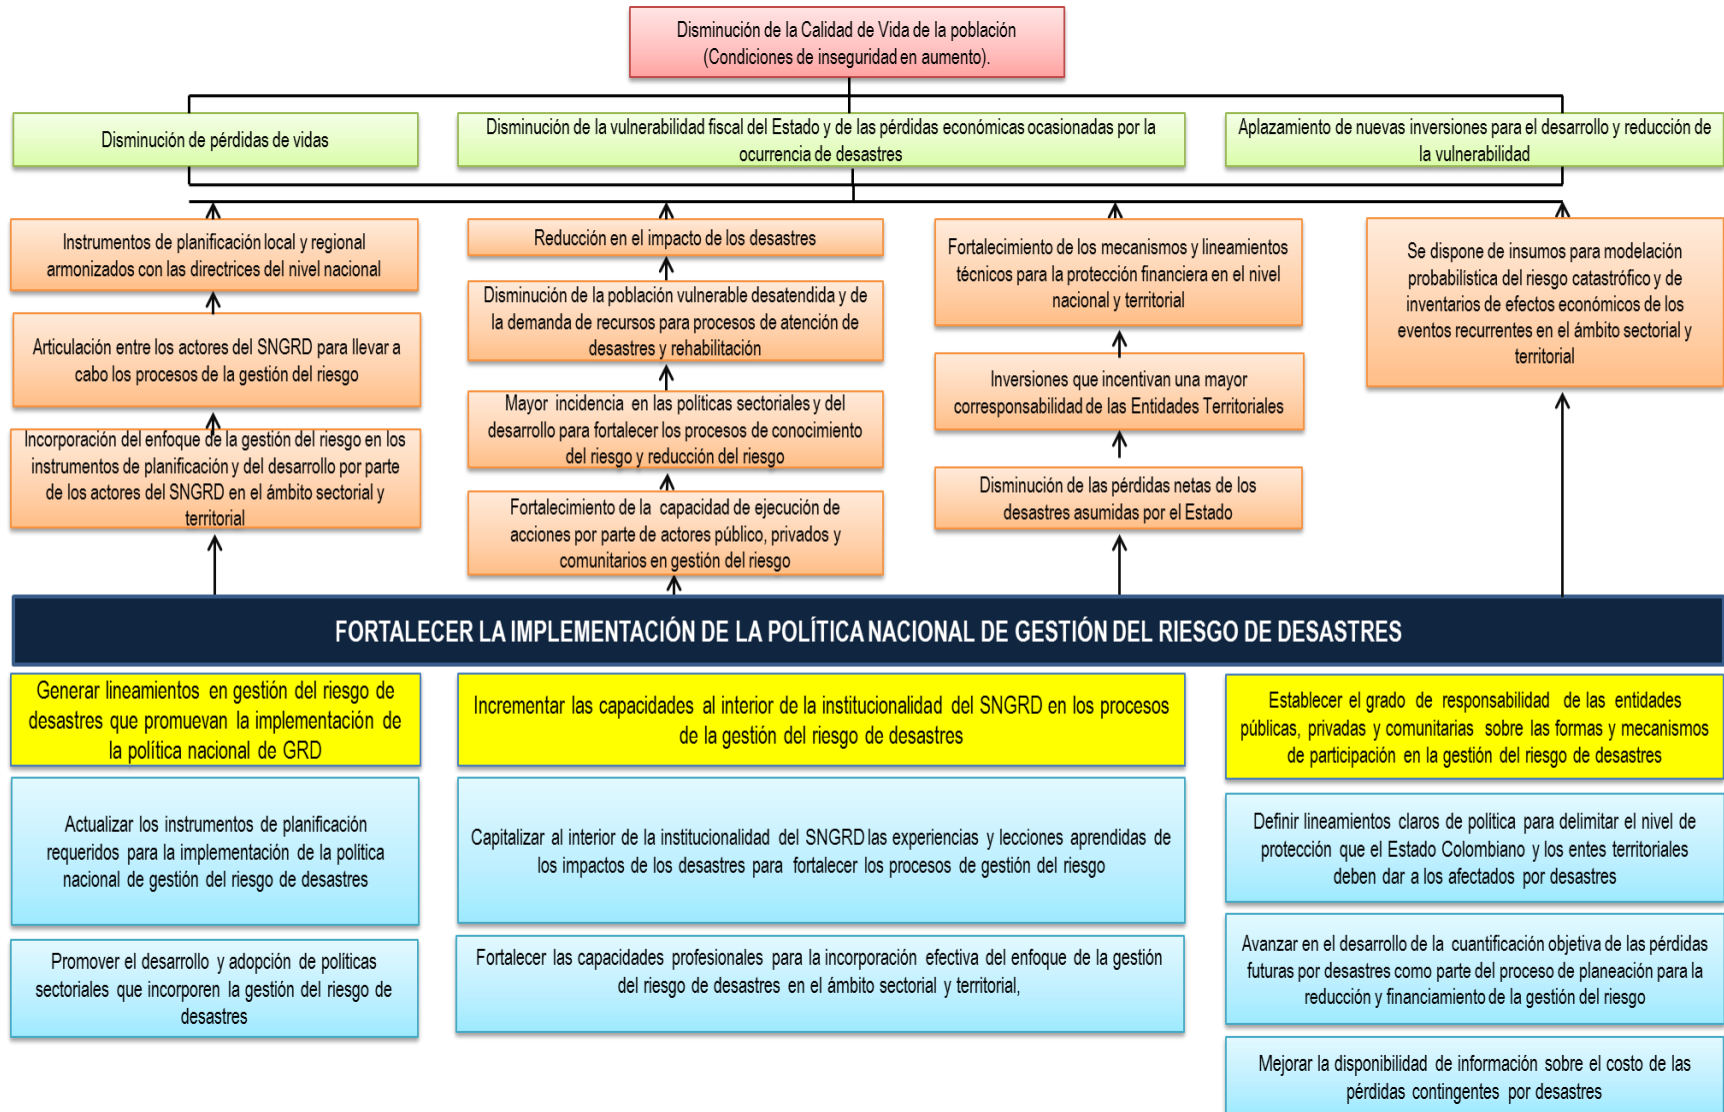 Disminución de la Calidad de Vida de la población
(Condiciones de inseguridad en aumento).
Disminución de pérdidas de vidas
Disminución de la vulnerabilidad fiscal del Estado y de las pérdidas económicas ocasionadas por la
ocurrencia de desastres
Aplazamiento de nuevas inversiones para el desarrollo y reducción de
la vulnerabilidad
Instrumentos de planificación local y regional
armonizados con las directrices del nivel nacional
Articulación entre los actores del SNGRD para llevar a
cabo los procesos de la gestión del riesgo
Incorporación del enfoque de la gestión del riesgo en los
instrumentos de planificación y del desarrollo por parte
de los actores del SNGRD en el ámbito sectorial y
territorial
Reducción en el impacto de los desastres
Disminución de la población vulnerable desatendida y de
la demanda de recursos para procesos de atención de
desastres y rehabilitación
Mayor incidencia en las políticas sectoriales y del
desarrollo para fortalecer los procesos de conocimiento
del riesgo y reducción del riesgo
Fortalecimiento de la capacidad de ejecución de
acciones por parte de actores público, privados y
comunitarios en gestión del riesgo
Fortalecimiento de los mecanismos y lineamientos
técnicos para la protección financiera en el nivel
nacional y territorial
Inversiones que incentivan una mayor
corresponsabilidad de las Entidades Territoriales
Disminución de las pérdidas netas de los
desastres asumidas por el Estado
Se dispone de insumos para modelación
probabilística del riesgo catastrófico y de
inventarios de efectos económicos de los
eventos recurrentes en el ámbito sectorial y
territorial
FORTALECER LA IMPLEMENTACIÓN DE LA POLÍTICA NACIONAL DE GESTIÓN DEL RIESGO DE DESASTRES
Generar lineamientos en gestión del riesgo de
desastres que promuevan la implementación de
la política nacional de GRD
Actualizar los instrumentos de planificación
requeridos para la implementación de la politica
nacional de gestión del riesgo de desastres
Promover el desarrollo y adopción de políticas
sectoriales que incorporen la gestión del riesgo de
desastres
Incrementar las capacidades al interior de la institucionalidad del SNGRD en los procesos
de la gestión del riesgo de desastres
Capitalizar al interior de la institucionalidad del SNGRD las experiencias y lecciones aprendidas de
los impactos de los desastres para fortalecer los procesos de gestión del riesgo
Fortalecer las capacidades profesionales para la incorporación efectiva del enfoque de la gestión
del riesgo de desastres en el ámbito sectorial y territorial,
Establecer el grado de responsabilidad de las entidades
públicas, privadas y comunitarias sobre las formas y mecanismos
de participación en la gestión del riesgo de desastres
Definir lineamientos claros de política para delimitar el nivel de
protección que el Estado Colombiano y los entes territoriales
deben dar a los afectados por desastres
Avanzar en el desarrollo de la cuantificación objetiva de las pérdidas
futuras por desastres como parte del proceso de planeación para la
reducción y financiamiento de la gestión del riesgo
Mejorar la disponibilidad de información sobre el costo de las
pérdidas contingentes por desastres